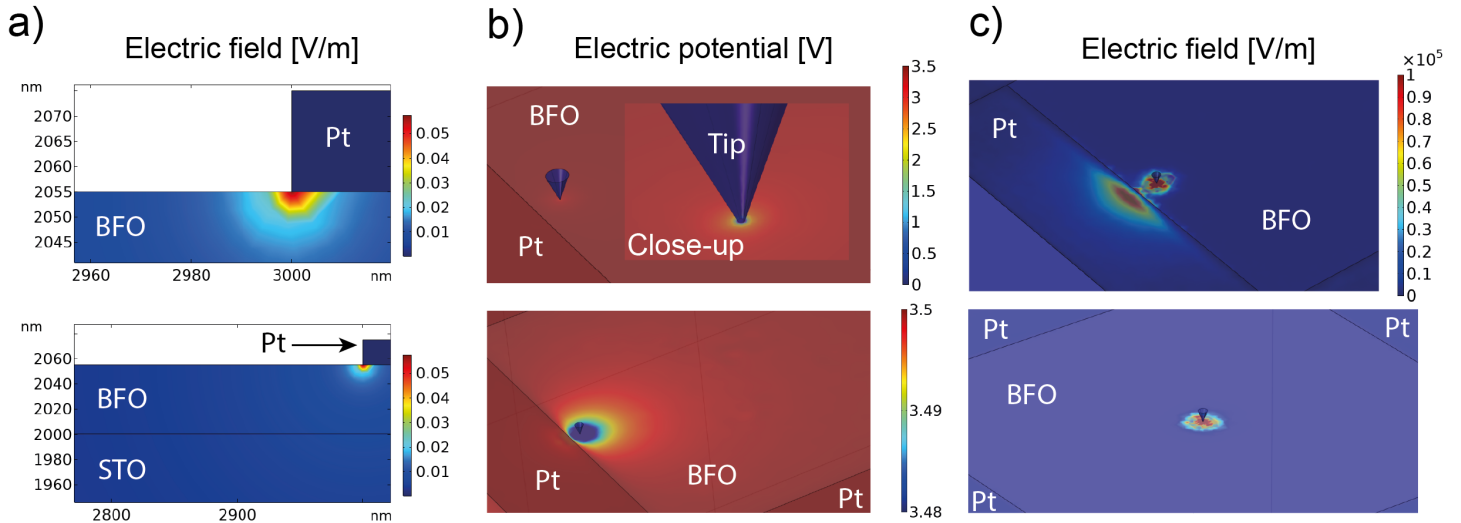 a)
Electric field [V/m]
nm
2070
2065
2060
2055
2050
2045
Pt
BFO
0.05
0.04
0.03
0.02
0.01
2960
2980
3000
nm
nm
2060
2040
2020
2000
1980
1960
Pt
BFO
STO
0.05
0.04
0.03
0.02
0.01
2800
2900
nm
b)
Electric potential [V]
BFO
Tip
Pt
Close-up
3.5
3
2.5
2
1.5
1
0.5
0
Pt
BFO
Pt
3.5
3.49
3.48
c)
Electric field [V/m]
×10⁵
Pt
BFO
1
0.9
0.8
0.7
0.6
0.5
0.4
0.3
0.2
0.1
0
Pt
Pt
BFO
Pt